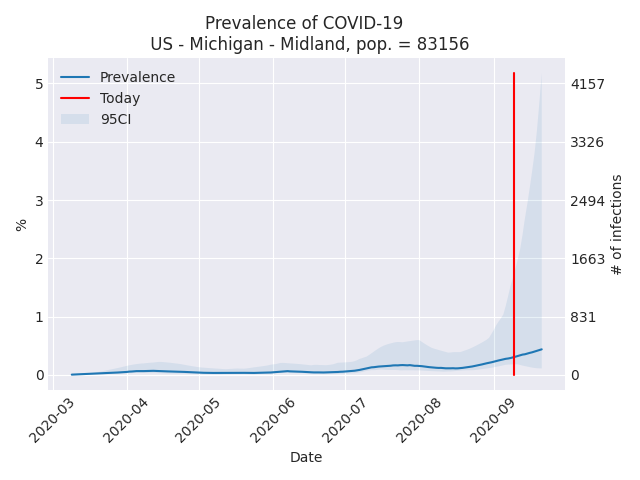 Prevalence of COVID-19
US - Michigan - Midland, pop. = 83156
Prevalence
Today
95CI
5
4
3
2
1
0
%
4157
3326
2494
1663
831
0
# of infections
2020-03
2020-04
2020-05
2020-06
2020-07
2020-08
2020-09
Date